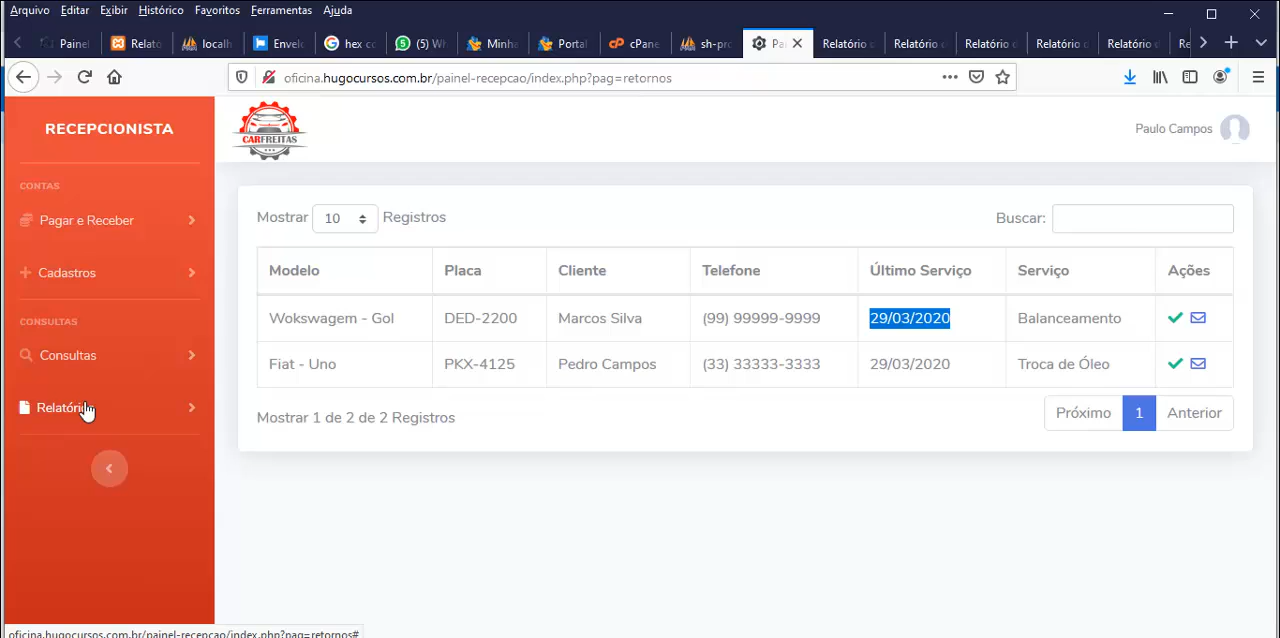 Arquivo Editar Exibir Histórico Favoritos Ferramentas Ajuda
Painel Relato localh Envelo hex co (5) W Minha Portal cPane sh-pro Pa Relatório Relatório Relatório Relatório Relatório Re
oficina.hugocursos.com.br/painel-recepcao/index.php?pag=retornos
RECEPCIONISTA
CARFREITAS
Paulo Campos
CONTAS
Pagar e Receber
Cadastros
CONSULTAS
Consultas
Relatóri
Mostrar 10 Registros Buscar:
Modelo Placa Cliente Telefone Último Serviço Serviço Ações
Wokswagem - Gol DED-2200 Marcos Silva (99) 99999-9999 29/03/2020 Balanceamento
Fiat - Uno PKX-4125 Pedro Campos (33) 33333-3333 29/03/2020 Troca de Óleo
Mostrar 1 de 2 de 2 Registros Próximo 1 Anterior
oficina.hugocursos.com.br/painel-recepcao/index.php?pag=retornos#